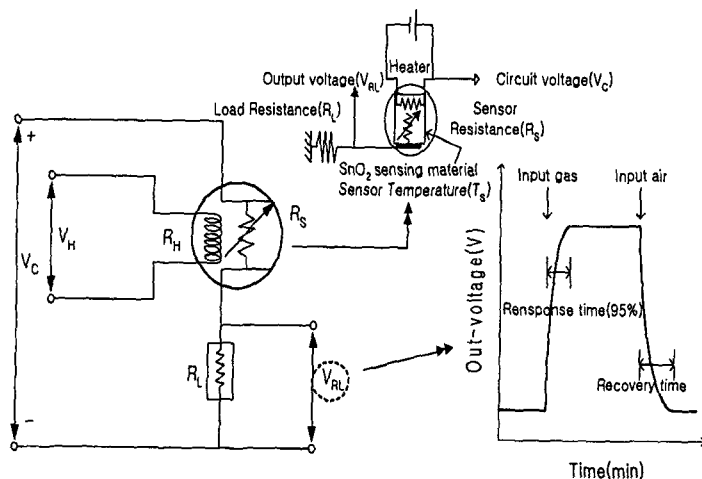 Heater
Output voltage(V_RL)
Circuit voltage(V_C)
Load Resistance(R_L)
Sensor
Resistance(R_S)
SnO₂ sensing material
Sensor Temperature(T_S)
+
V_C
V_H
R_H
R_S
R_L
V_RL
-
Input gas
Input air
Out-voltage(V)
Rensponse time(95%)
Recovery time
Time(min)